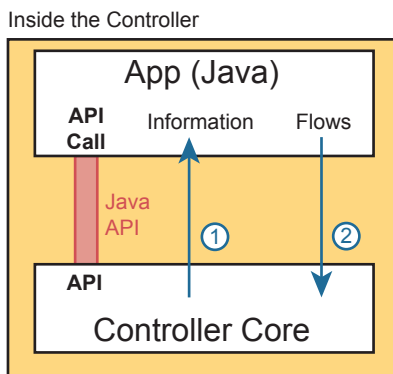 Inside the Controller
App (Java)
API
Call
Information
Flows
Java
API
1
2
API
Controller Core